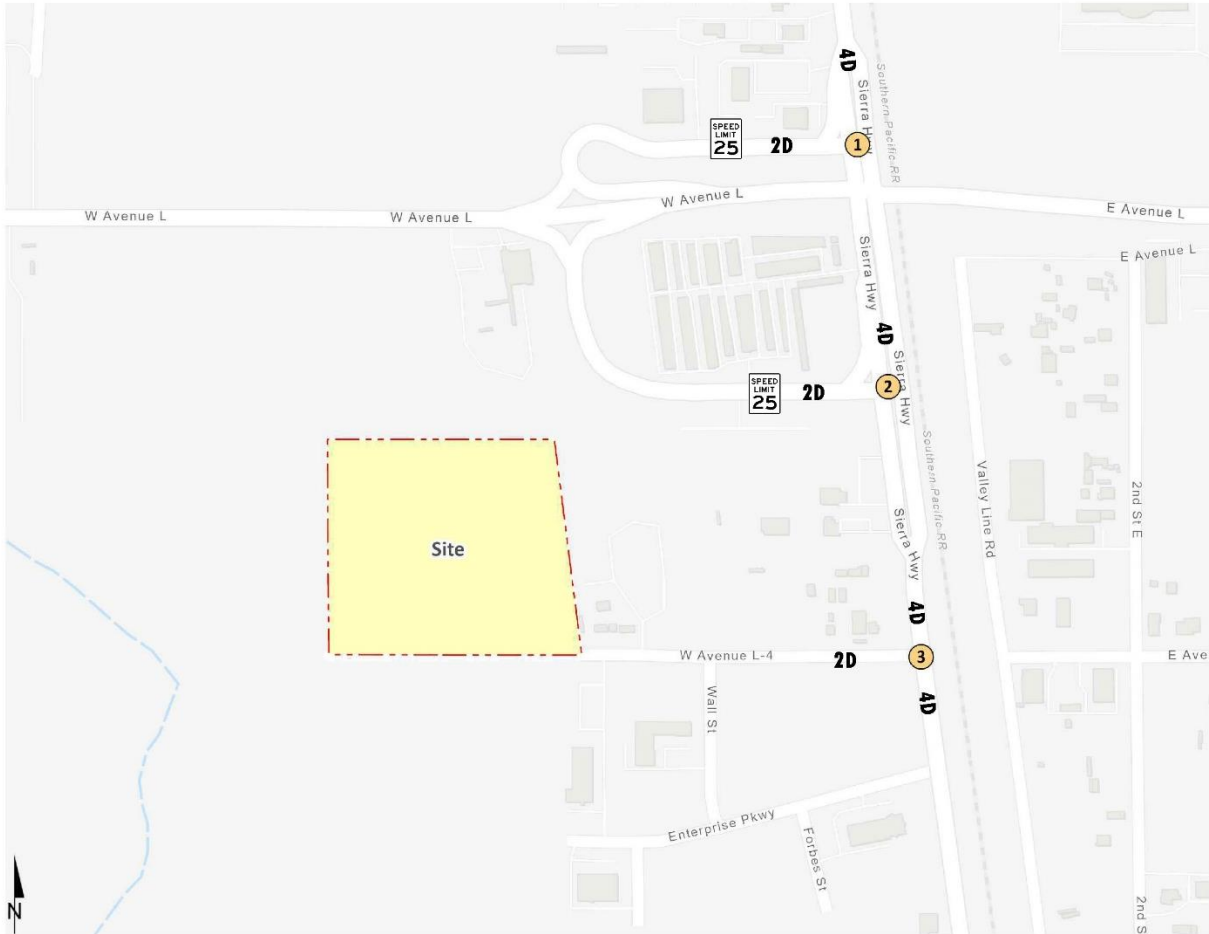 4D
Sierra Hwy
Southern Pacific RR
SPEED
LIMIT
25
2D
1
W Avenue L
W Avenue L
W Avenue L
E Avenue L
E Avenue L
Sierra Hwy
4D
Sierra Hwy
SPEED
LIMIT
25
2D
2
Southern Pacific RR
Valley Line Rd
2nd St E
Site
Sierra Hwy
4D
W Avenue L-4
2D
3
E Ave
4D
Wall St
Enterprise Pkwy
Forbes St
2nd S
N